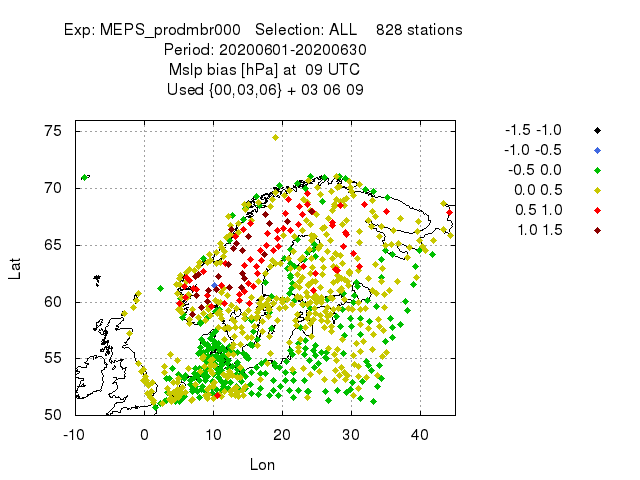 Exp: MEPS_prodmbr000   Selection: ALL    828 stations
Period: 20200601-20200630
Mslp bias [hPa] at  09 UTC
Used {00,03,06} + 03 06 09
75
70
65
60
55
50
Lat
-10 0 10 20 30 40
Lon
-1.5 -1.0
-1.0 -0.5
-0.5 0.0
0.0 0.5
0.5 1.0
1.0 1.5